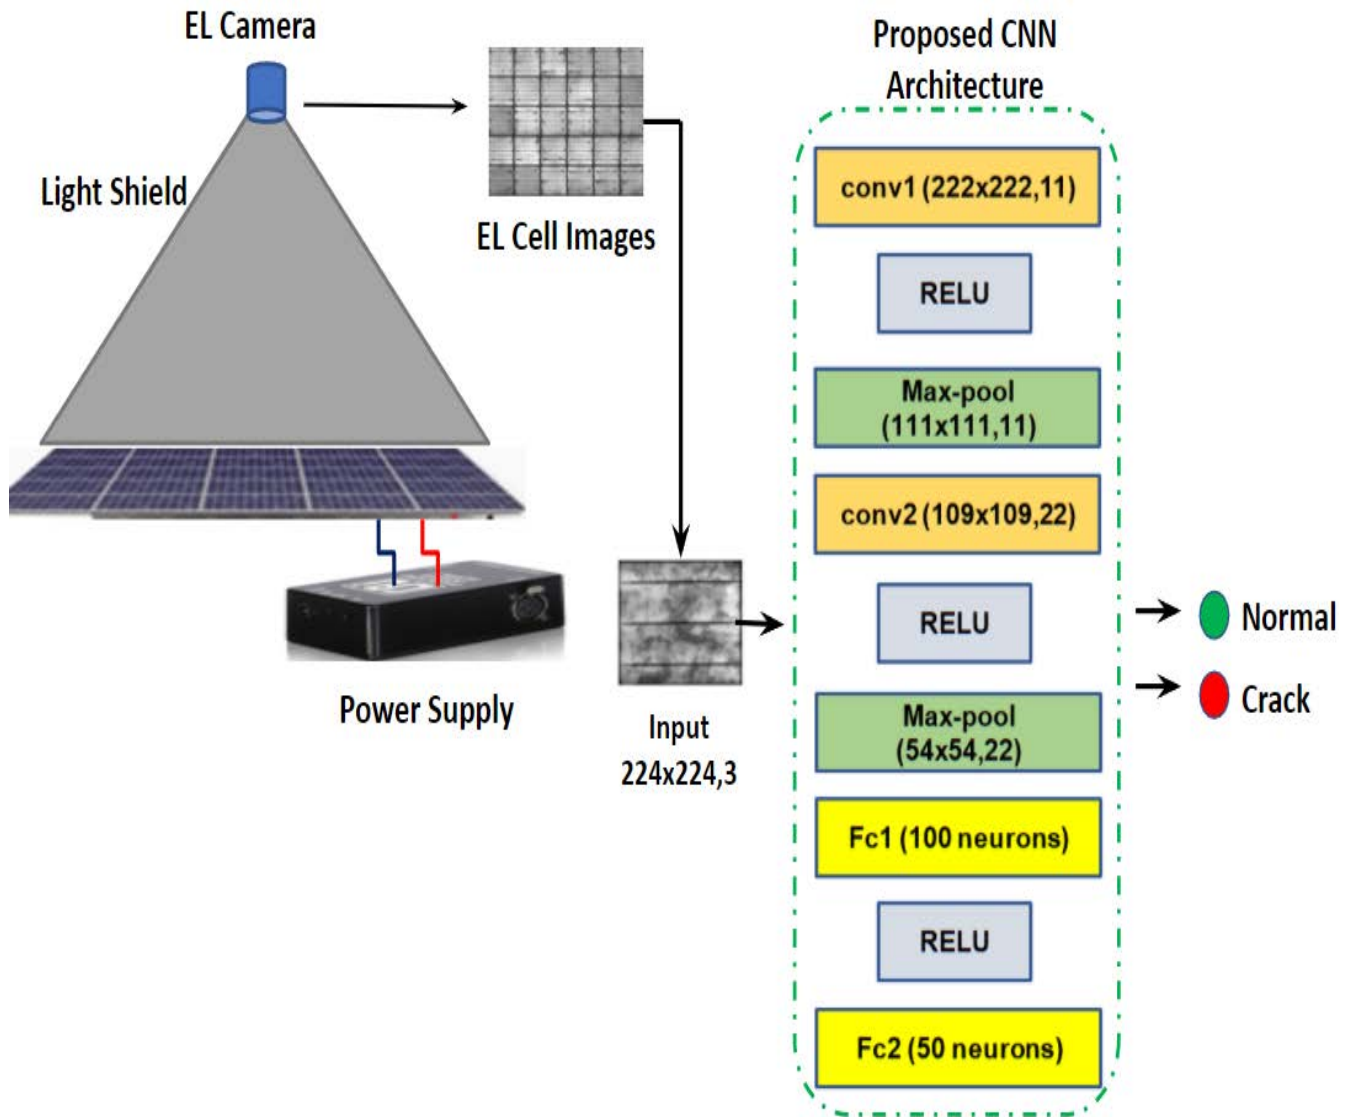 EL Camera
Light Shield
EL Cell Images
Power Supply
Input
224x224,3
Proposed CNN
Architecture
conv1 (222x222,11)
RELU
Max-pool
(111x111,11)
conv2 (109x109,22)
RELU
Max-pool
(54x54,22)
Fc1 (100 neurons)
RELU
Fc2 (50 neurons)
Normal
Crack